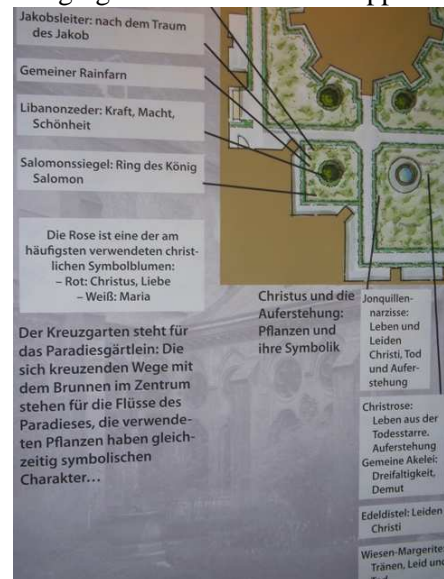 Jakobsleiter: nach dem Traum
des Jakob
Gemeiner Rainfarn
Libanonzeder: Kraft, Macht,
Schönheit
Salomonssiegel: Ring des König
Salomon
Die Rose ist eine der am
häufigsten verwendeten christ-
lichen Symbolblumen:
– Rot: Christus, Liebe
– Weiß: Maria
Der Kreuzgarten steht für
das Paradiesgärtlein: Die
sich kreuzenden Wege mit
dem Brunnen im Zentrum
stehen für die Flüsse des
Paradieses, die verwende-
ten Pflanzen haben gleich-
zeitig symbolischen
Charakter...
Christus und die
Auferstehung:
Pflanzen und
ihre Symbolik
Jonquillen-
narzisse:
Leben und
Leiden
Christi, Tod
und Aufer-
stehung
Christrose:
Leben aus der
Todesstarre.
Auferstehung
Gemeine Akelei:
Dreifaltigkeit,
Demut
Edeldistel: Leiden
Christi
Wiesen-Margerite:
Tränen, Leid und